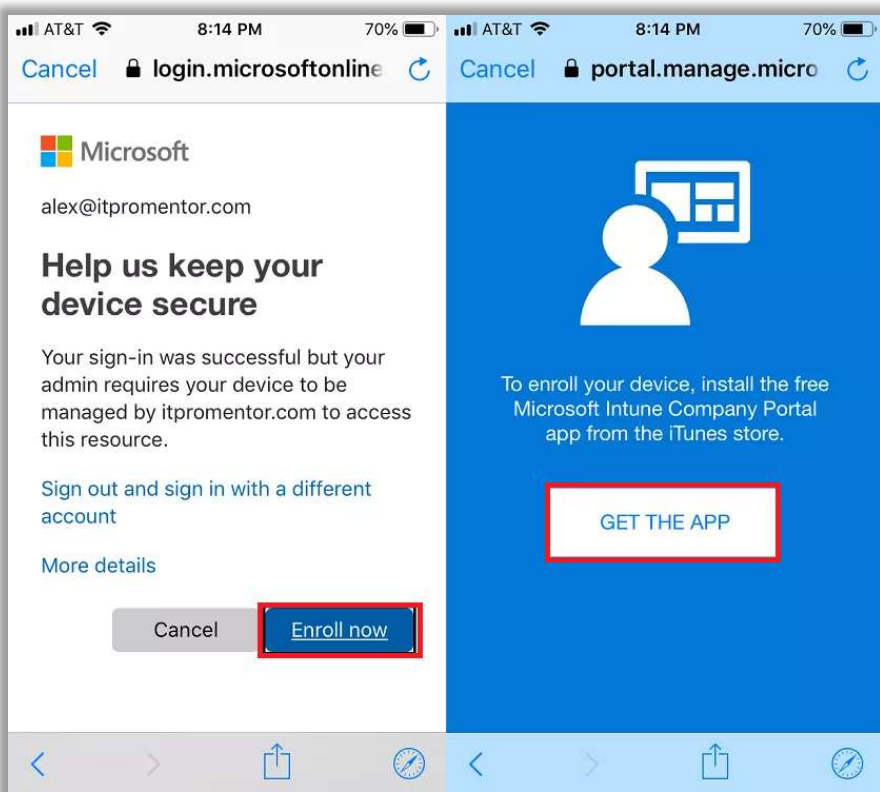 AT&T 8:14 PM 70%
Cancel login.microsoftonline
Microsoft
alex@itpromentor.com
Help us keep your
device secure
Your sign-in was successful but your
admin requires your device to be
managed by itpromentor.com to access
this resource.
Sign out and sign in with a different
account
More details
Cancel Enroll now
AT&T 8:14 PM 70%
Cancel portal.manage.micro
To enroll your device, install the free
Microsoft Intune Company Portal
app from the iTunes store.
GET THE APP